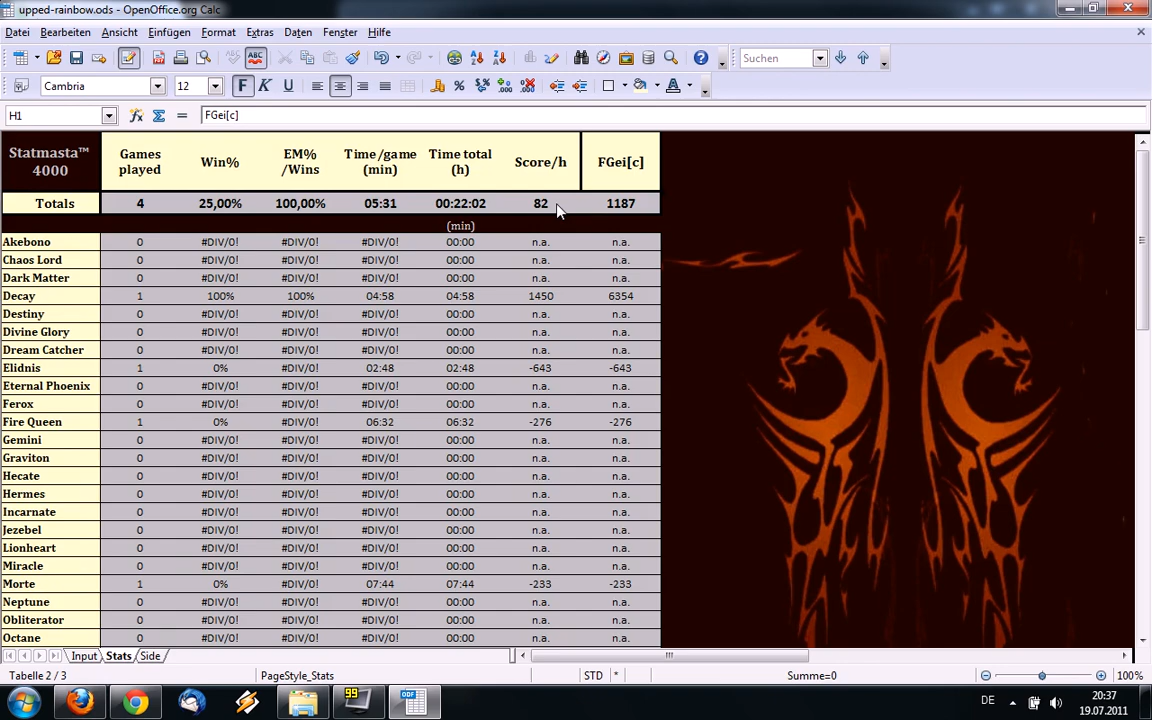 upped-rainbow.ods - OpenOffice.org Calc
Datei Bearbeiten Ansicht Einfügen Format Extras Daten Fenster Hilfe
Suchen
Cambria 12 F K U
H1 FGei[c]
Statmasta™ 4000 Games played Win% EM% /Wins Time/game (min) Time total (h) Score/h FGei[c]
Totals 4 25,00% 100,00% 05:31 00:22:02 82 1187
(min)
Akebono 0 #DIV/0! #DIV/0! #DIV/0! 00:00 n.a. n.a.
Chaos Lord 0 #DIV/0! #DIV/0! #DIV/0! 00:00 n.a. n.a.
Dark Matter 0 #DIV/0! #DIV/0! #DIV/0! 00:00 n.a. n.a.
Decay 1 100% 100% 04:58 04:58 1450 6354
Destiny 0 #DIV/0! #DIV/0! #DIV/0! 00:00 n.a. n.a.
Divine Glory 0 #DIV/0! #DIV/0! #DIV/0! 00:00 n.a. n.a.
Dream Catcher 0 #DIV/0! #DIV/0! #DIV/0! 00:00 n.a. n.a.
Elidnis 1 0% #DIV/0! 02:48 02:48 -643 -643
Eternal Phoenix 0 #DIV/0! #DIV/0! #DIV/0! 00:00 n.a. n.a.
Ferox 0 #DIV/0! #DIV/0! #DIV/0! 00:00 n.a. n.a.
Fire Queen 1 0% #DIV/0! 06:32 06:32 -276 -276
Gemini 0 #DIV/0! #DIV/0! #DIV/0! 00:00 n.a. n.a.
Graviton 0 #DIV/0! #DIV/0! #DIV/0! 00:00 n.a. n.a.
Hecate 0 #DIV/0! #DIV/0! #DIV/0! 00:00 n.a. n.a.
Hermes 0 #DIV/0! #DIV/0! #DIV/0! 00:00 n.a. n.a.
Incarnate 0 #DIV/0! #DIV/0! #DIV/0! 00:00 n.a. n.a.
Jezebel 0 #DIV/0! #DIV/0! #DIV/0! 00:00 n.a. n.a.
Lionheart 0 #DIV/0! #DIV/0! #DIV/0! 00:00 n.a. n.a.
Miracle 0 #DIV/0! #DIV/0! #DIV/0! 00:00 n.a. n.a.
Morte 1 0% #DIV/0! 07:44 07:44 -233 -233
Neptune 0 #DIV/0! #DIV/0! #DIV/0! 00:00 n.a. n.a.
Obliterator 0 #DIV/0! #DIV/0! #DIV/0! 00:00 n.a. n.a.
Octane 0 #DIV/0! #DIV/0! #DIV/0! 00:00 n.a. n.a.
Input Stats Side
Tabelle 2 / 3 PageStyle_Stats STD * Summe=0 100%
99 ODF DE 20:37
19.07.2011